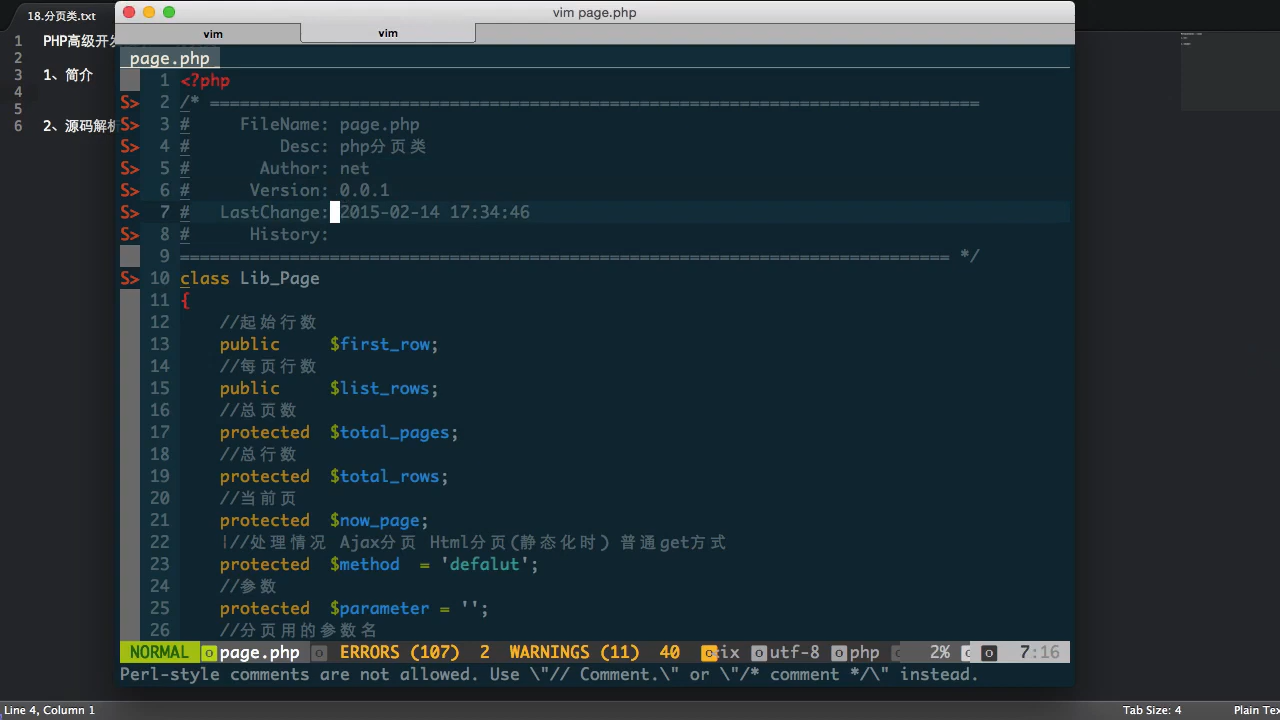 18.分页类.txt
vim page.php
vim
vim
1 PHP高级开发
2
3 1、简介
4
5
6 2、源码解析
page.php
1 <?php
S> 2 /* =============================================================================
S> 3 # FileName: page.php
S> 4 # Desc: php分页类
S> 5 # Author: net
S> 6 # Version: 0.0.1
S> 7 # LastChange: 2015-02-14 17:34:46
S> 8 # History:
9 ============================================================================= */
S> 10 class Lib_Page
11 {
12 //起始行数
13 public $first_row;
14 //每页行数
15 public $list_rows;
16 //总页数
17 protected $total_pages;
18 //总行数
19 protected $total_rows;
20 //当前页
21 protected $now_page;
22 |//处理情况 Ajax分页 Html分页(静态化时) 普通get方式
23 protected $method = 'defalut';
24 //参数
25 protected $parameter = '';
26 //分页用的参数名
NORMAL page.php ERRORS (107) 2 WARNINGS (11) 40 ix utf-8 php 2% 7:16
Perl-style comments are not allowed. Use \"// Comment.\" or \"/* comment */\" instead.
Line 4, Column 1
Tab Size: 4
Plain Tex